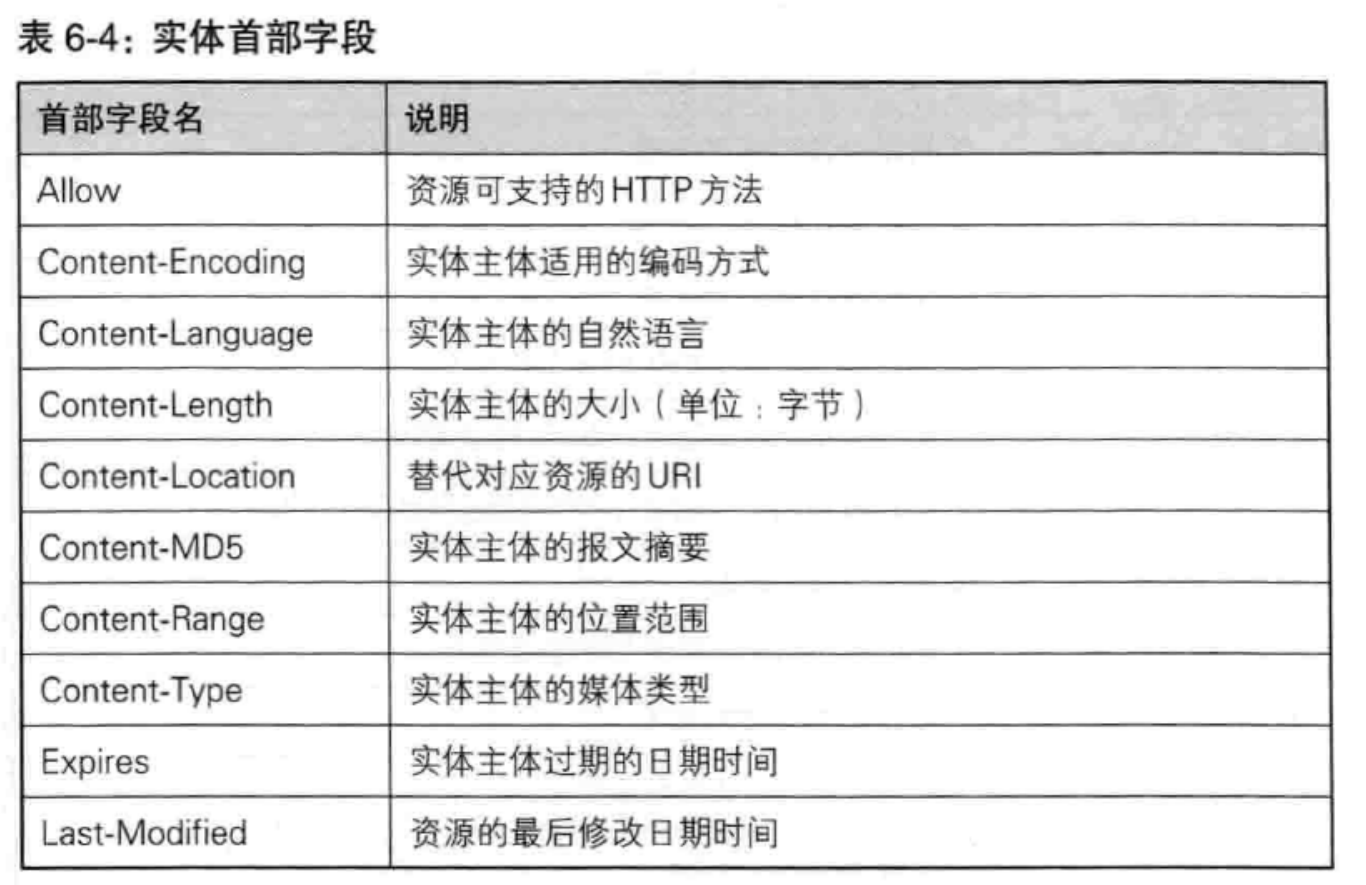 表 6-4：实体首部字段
首部字段名 说明
Allow 资源可支持的HTTP方法
Content-Encoding 实体主体适用的编码方式
Content-Language 实体主体的自然语言
Content-Length 实体主体的大小（单位：字节）
Content-Location 替代对应资源的URI
Content-MD5 实体主体的报文摘要
Content-Range 实体主体的位置范围
Content-Type 实体主体的媒体类型
Expires 实体主体过期的日期时间
Last-Modified 资源的最后修改日期时间